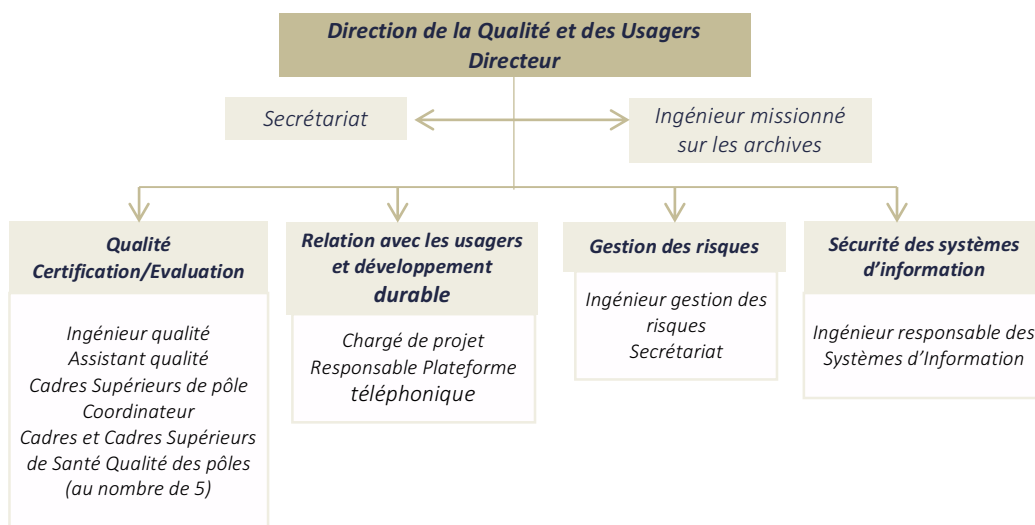 Direction de la Qualité et des Usagers
Directeur
Secrétariat
Ingénieur missionné
sur les archives
Qualité
Certification/Evaluation
Ingénieur qualité
Assistant qualité
Cadres Supérieurs de pôle
Coordinateur
Cadres et Cadres Supérieurs
de Santé Qualité des pôles
(au nombre de 5)
Relation avec les usagers
et développement
durable
Chargé de projet
Responsable Plateforme
téléphonique
Gestion des risques
Ingénieur gestion des
risques
Secrétariat
Sécurité des systèmes
d’information
Ingénieur responsable des
Systèmes d’Information